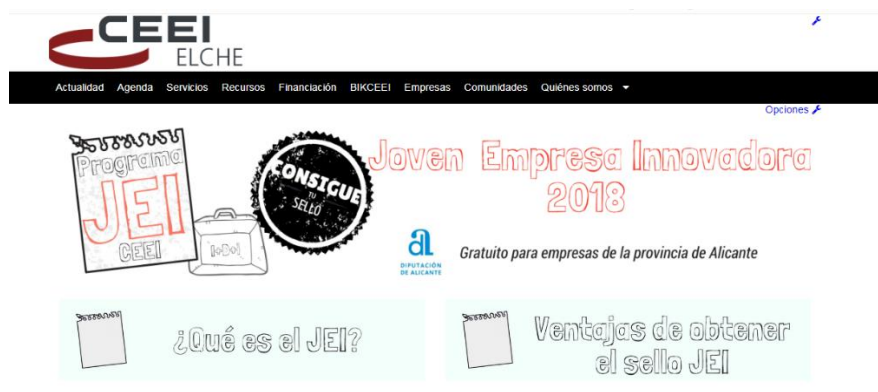 CEEI
ELCHE
Actualidad Agenda Servicios Recursos Financiación BIKCEEI Empresas Comunidades Quiénes somos
Opciones
Programa
JEI
CEEI
I+D+I
CONSIGUE
TU
SELLO
Joven Empresa Innovadora
2018
DIPUTACIÓN
DE ALICANTE
Gratuito para empresas de la provincia de Alicante
¿Qué es el JEI?
Ventajas de obtener
el sello JEI